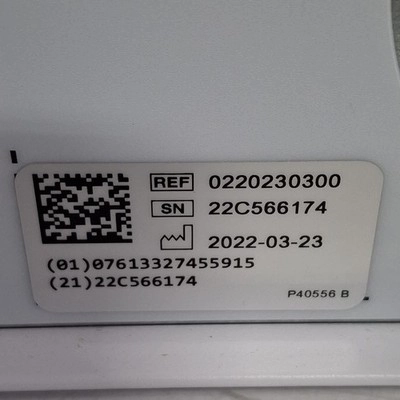 REF 0220230300
SN 22C566174
2022-03-23
(01)07613327455915
(21)22C566174
P40556 B